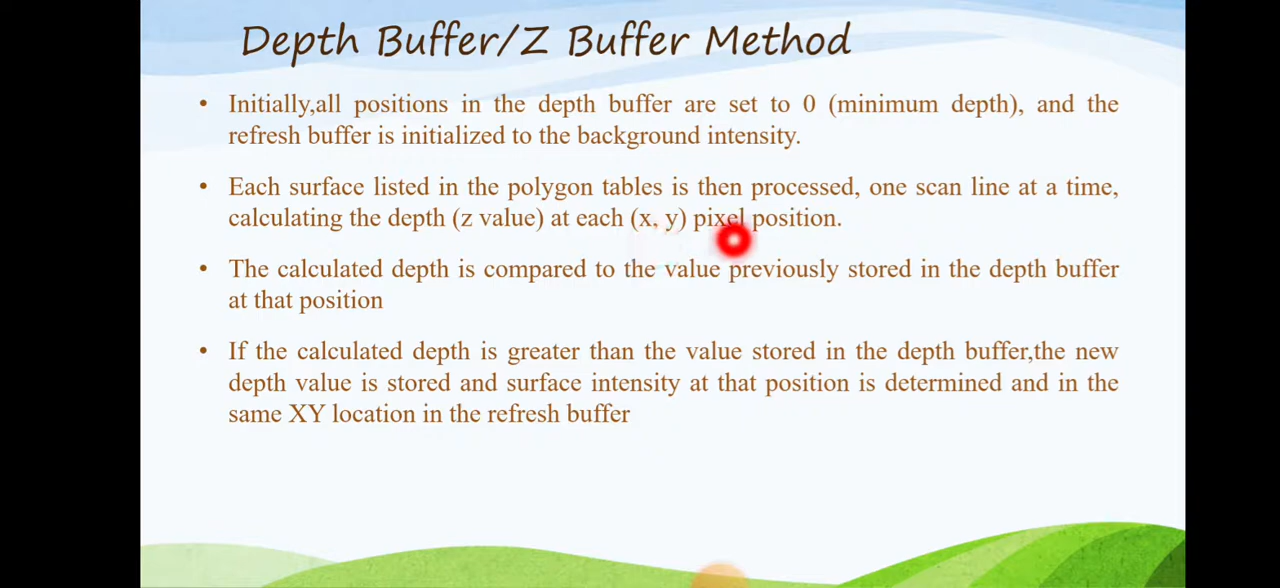 Depth Buffer/Z Buffer Method
• Initially,all positions in the depth buffer are set to 0 (minimum depth), and the
refresh buffer is initialized to the background intensity.
• Each surface listed in the polygon tables is then processed, one scan line at a time,
calculating the depth (z value) at each (x, y) pixel position.
• The calculated depth is compared to the value previously stored in the depth buffer
at that position
• If the calculated depth is greater than the value stored in the depth buffer,the new
depth value is stored and surface intensity at that position is determined and in the
same XY location in the refresh buffer